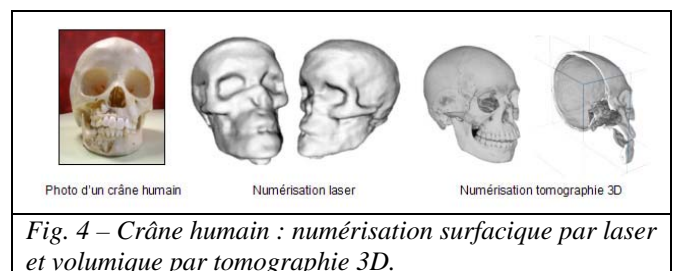 Photo d'un crâne humain
Numérisation laser
Numérisation tomographie 3D
Fig. 4 – Crâne humain : numérisation surfacique par laser
et volumique par tomographie 3D.